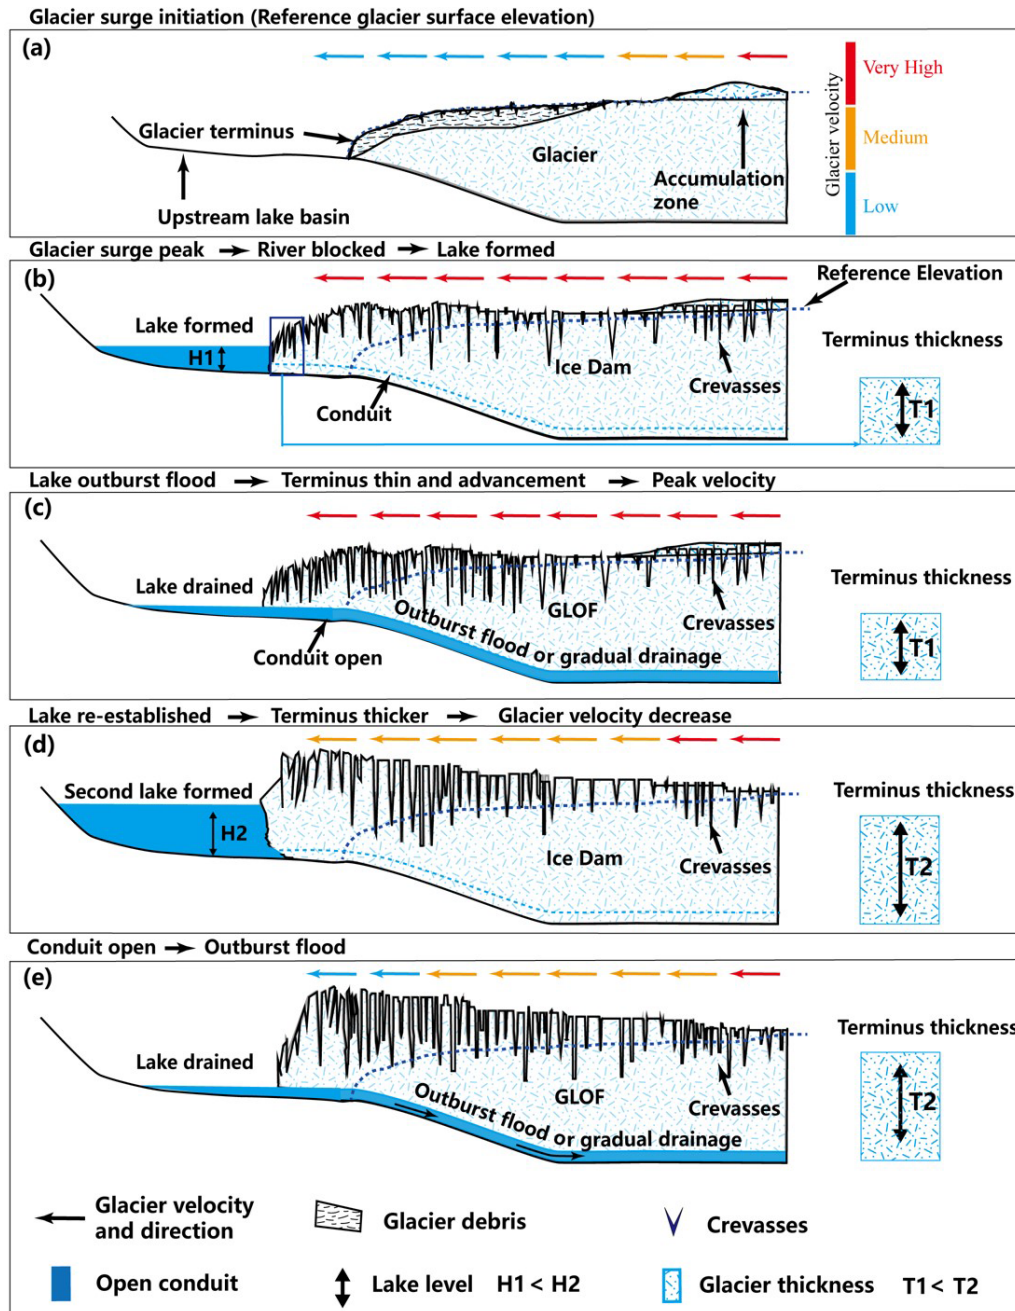 Glacier surge initiation (Reference glacier surface elevation)
(a)
Glacier terminus
Upstream lake basin
Glacier
Accumulation
zone
Glacier velocity
Very High
Medium
Low
Glacier surge peak → River blocked → Lake formed
(b)
Lake formed
H1
Conduit
Ice Dam
Crevasses
Reference Elevation
Terminus thickness
T1
Lake outburst flood → Terminus thin and advancement → Peak velocity
(c)
Lake drained
Conduit open
GLOF
Outburst flood or gradual drainage
Crevasses
Terminus thickness
T1
Lake re-established → Terminus thicker → Glacier velocity decrease
(d)
Second lake formed
H2
Ice Dam
Crevasses
Terminus thickness
T2
Conduit open → Outburst flood
(e)
Lake drained
GLOF
Outburst flood or gradual drainage
Crevasses
Terminus thickness
T2
Glacier velocity
and direction
Glacier debris
Crevasses
Open conduit
Lake level H1 < H2
Glacier thickness T1 < T2